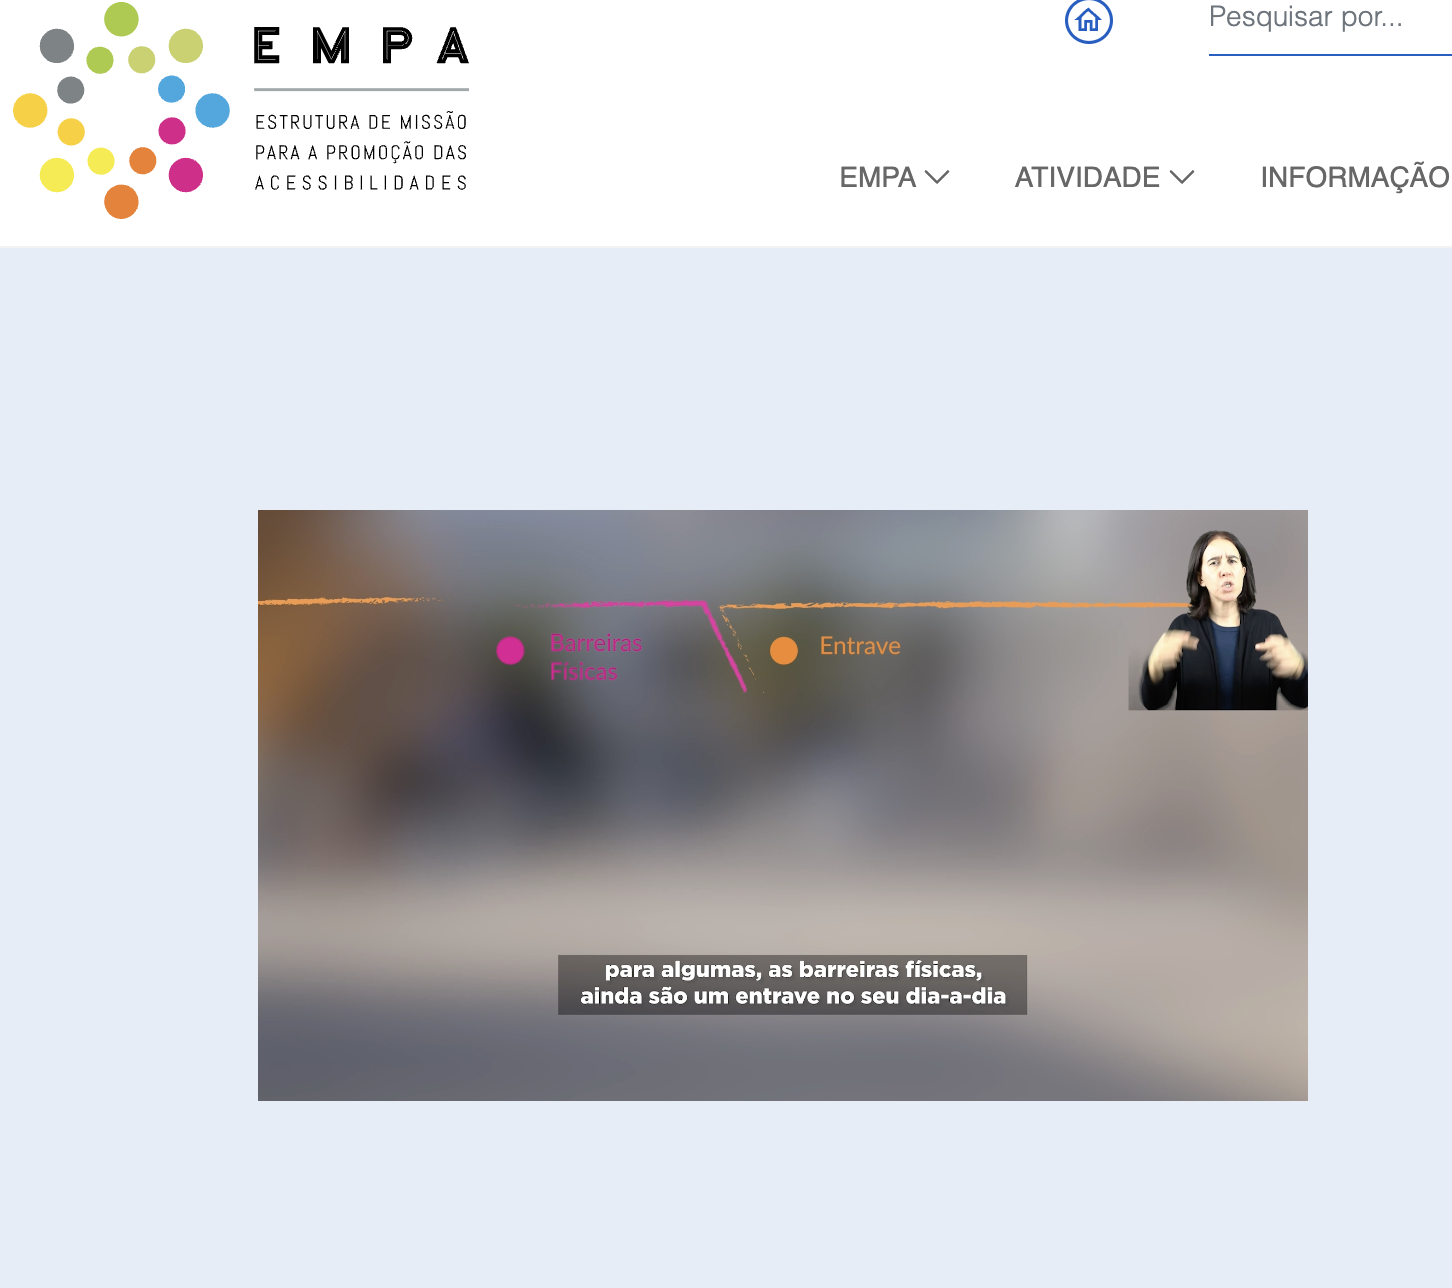 EMPA
ESTRUTURA DE MISSÃO
PARA A PROMOÇÃO DAS
ACESSIBILIDADES
Pesquisar por...
EMPA
ATIVIDADE
INFORMAÇÃO
Barreiras
Físicas
Entrave
para algumas, as barreiras físicas,
ainda são um entrave no seu dia-a-dia